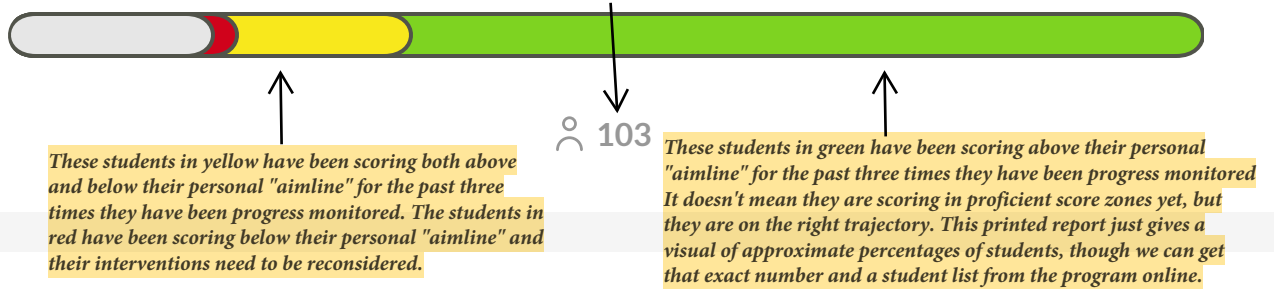 103
These students in yellow have been scoring both above
and below their personal "aimline" for the past three
times they have been progress monitored. The students in
red have been scoring below their personal "aimline" and
their interventions need to be reconsidered.
These students in green have been scoring above their personal
"aimline" for the past three times they have been progress monitored
It doesn't mean they are scoring in proficient score zones yet, but
they are on the right trajectory. This printed report just gives a
visual of approximate percentages of students, though we can get
that exact number and a student list from the program online.